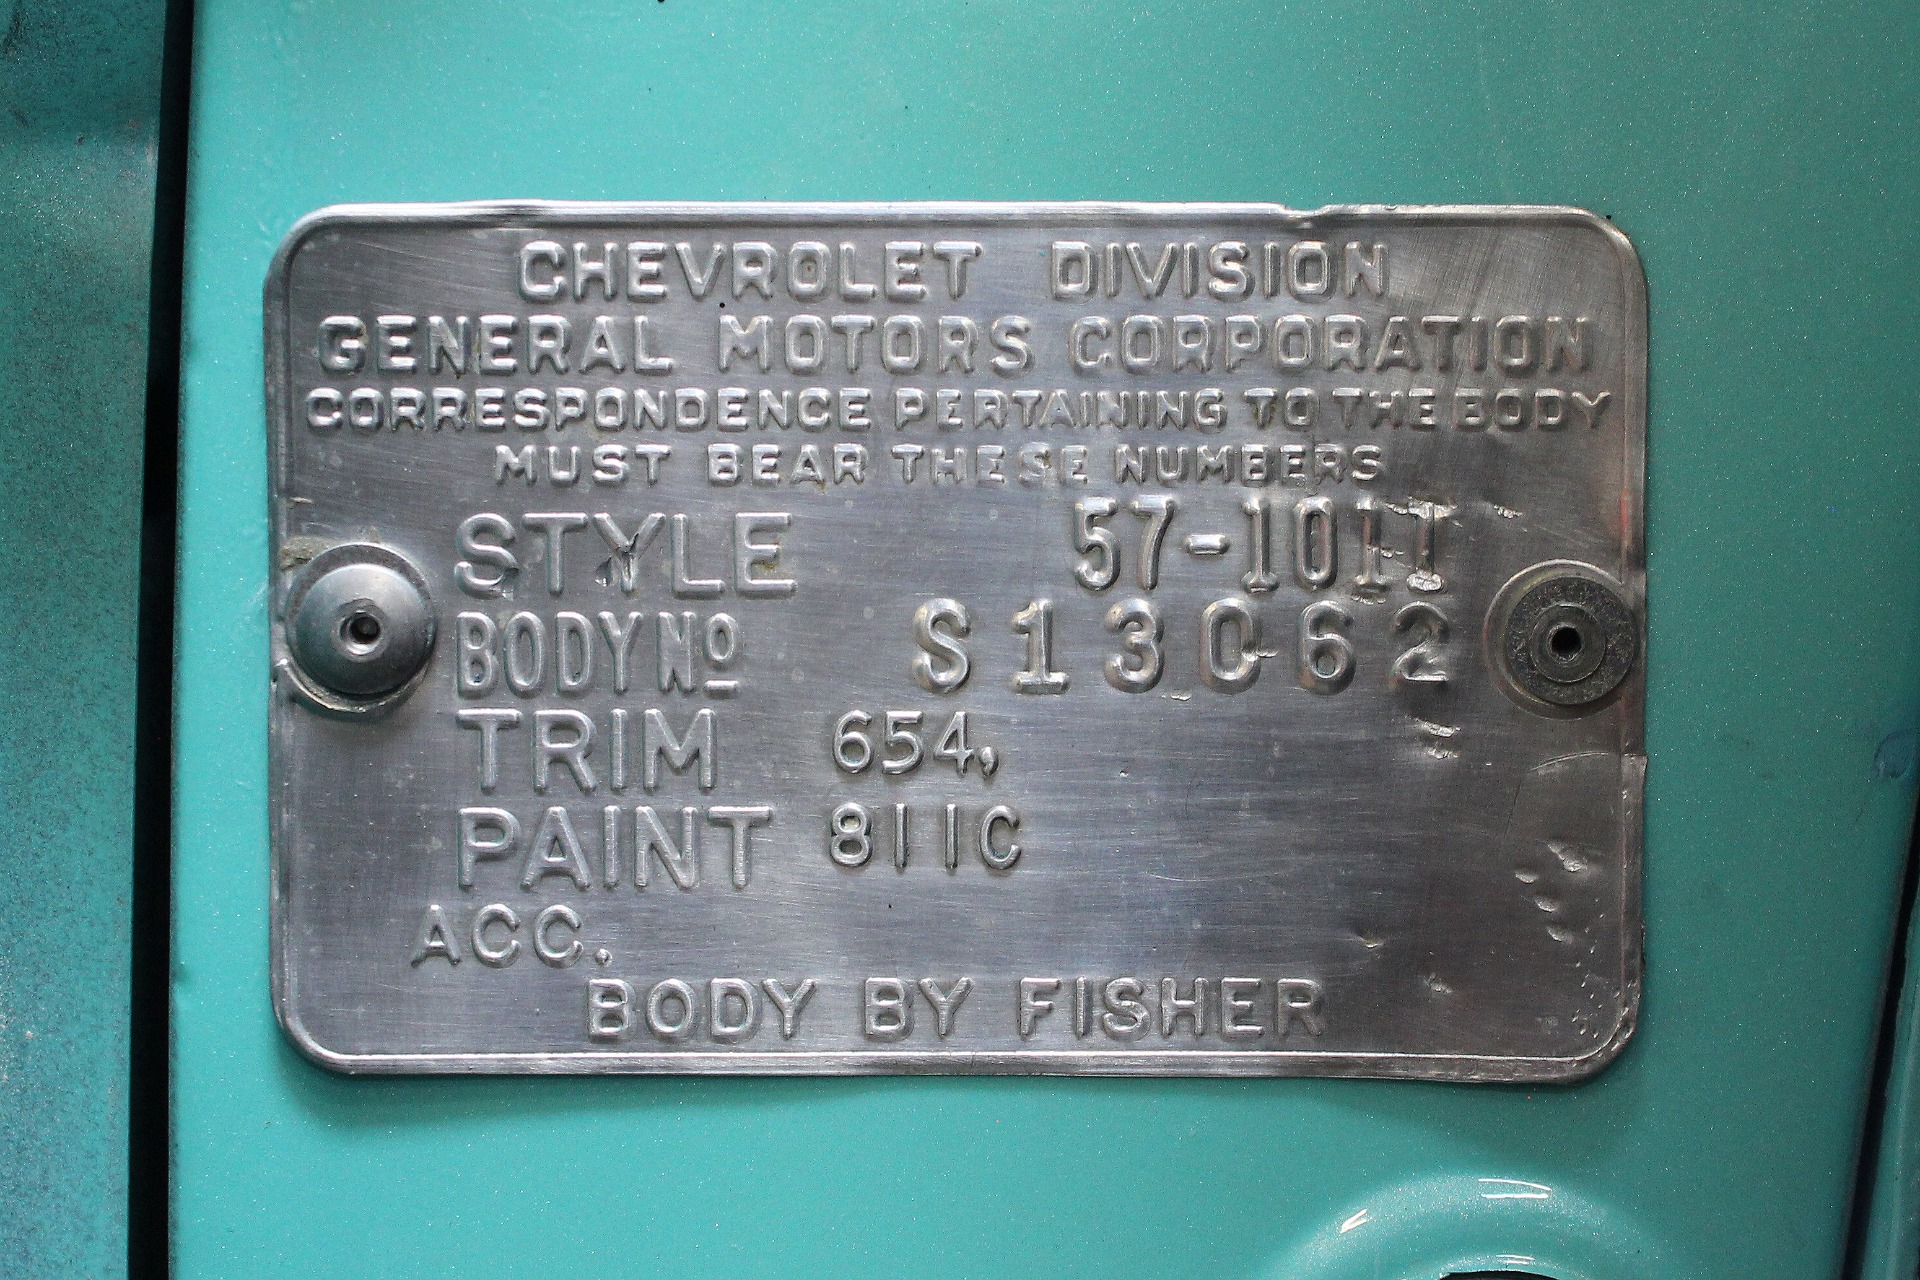 CHEVROLET DIVISION
GENERAL MOTORS CORPORATION
CORRESPONDENCE PERTAINING TO THE BODY
MUST BEAR THESE NUMBERS
STYLE 57-1011
BODY Nº S13062
TRIM 654,
PAINT 811C
ACC.
BODY BY FISHER